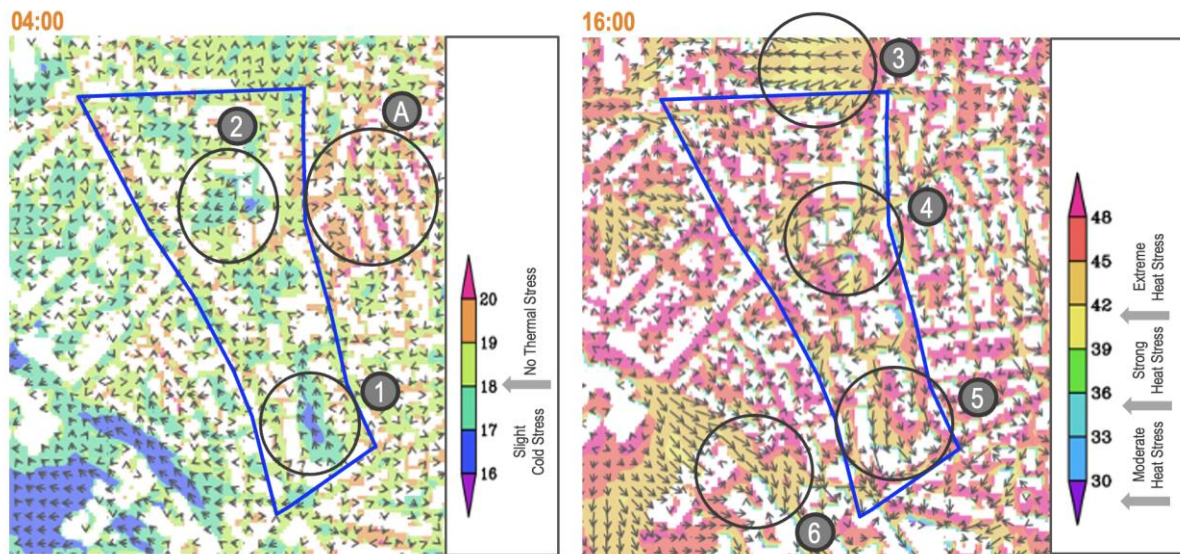 04:00
16:00
2
A
1
20
19
18
17
16
No Thermal Stress
Slight
Cold Stress
3
4
5
6
48
45
42
39
36
33
30
Extreme
Heat Stress
Strong
Heat Stress
Moderate
Heat Stress